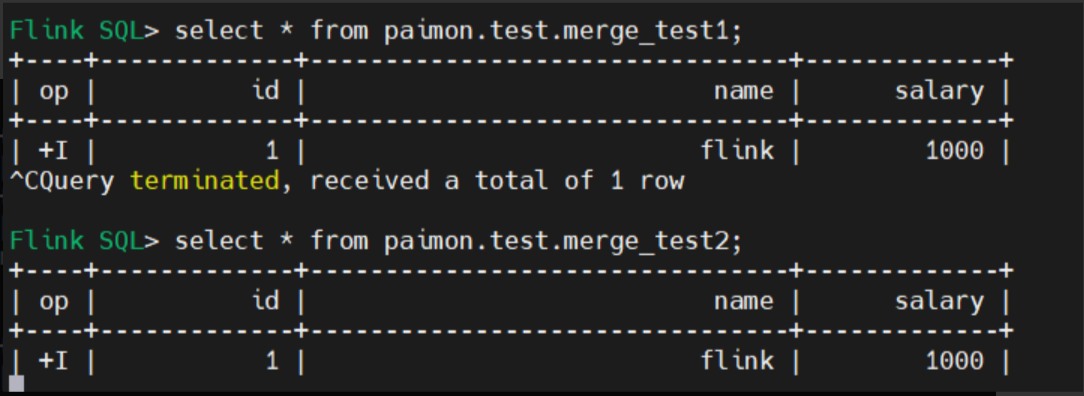 Flink SQL> select * from paimon.test.merge_test1;
+----+-------------+--------------------------------+-------------+
| op |          id |                           name |      salary |
+----+-------------+--------------------------------+-------------+
| +I |           1 |                          flink |        1000 |
^CQuery terminated, received a total of 1 row
Flink SQL> select * from paimon.test.merge_test2;
+----+-------------+--------------------------------+-------------+
| op |          id |                           name |      salary |
+----+-------------+--------------------------------+-------------+
| +I |           1 |                          flink |        1000 |